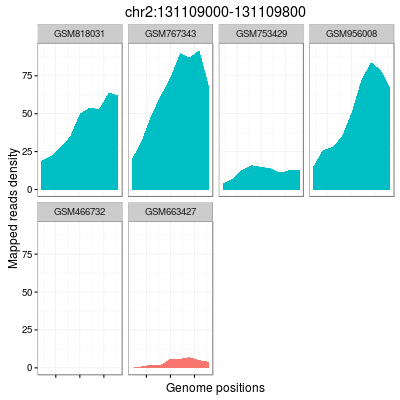 chr2:131109000-131109800
GSM818031 GSM767343 GSM753429 GSM956008
75
50
25
0
GSM466732 GSM663427
75
50
25
0
Mapped reads density
Genome positions